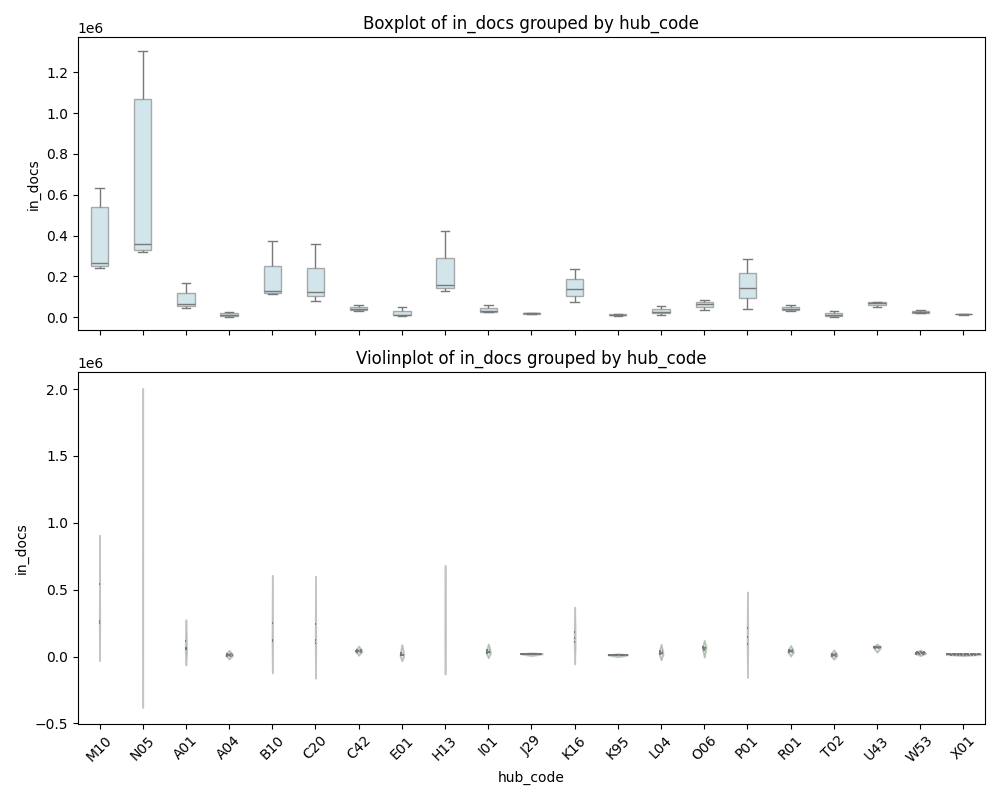 Boxplot of in_docs grouped by hub_code
1e6
1.2
1.0
0.8
0.6
0.4
0.2
0.0
in_docs
Violinplot of in_docs grouped by hub_code
1e6
2.0
1.5
1.0
0.5
0.0
−0.5
in_docs
M10 N05 A01 A04 B10 C20 C42 E01 H13 I01 J29 K16 K95 L04 O06 P01 R01 T02 U43 W53 X01
hub_code